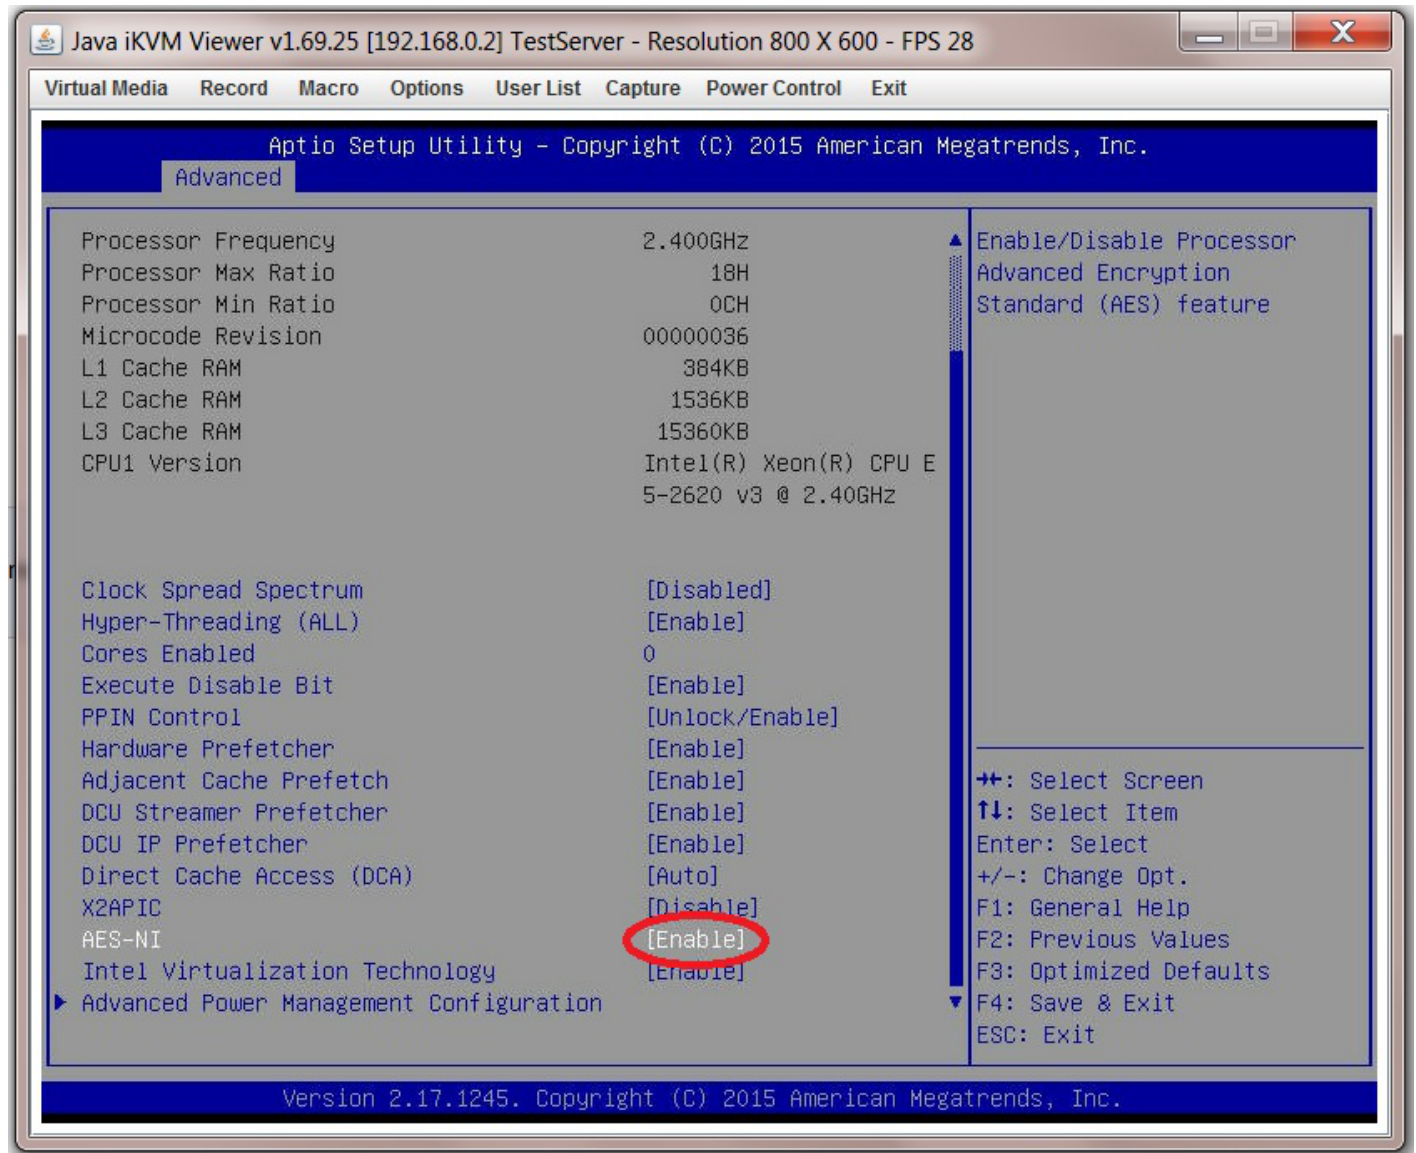 Java iKVM Viewer v1.69.25 [192.168.0.2] TestServer - Resolution 800 X 600 - FPS 28
Virtual Media Record Macro Options User List Capture Power Control Exit
Aptio Setup Utility – Copyright (C) 2015 American Megatrends, Inc.
Advanced
Processor Frequency 2.400GHz
Processor Max Ratio 18H
Processor Min Ratio 0CH
Microcode Revision 00000036
L1 Cache RAM 384KB
L2 Cache RAM 1536KB
L3 Cache RAM 15360KB
CPU1 Version Intel(R) Xeon(R) CPU E
5-2620 v3 @ 2.40GHz
Clock Spread Spectrum [Disabled]
Hyper-Threading (ALL) [Enable]
Cores Enabled 0
Execute Disable Bit [Enable]
PPIN Control [Unlock/Enable]
Hardware Prefetcher [Enable]
Adjacent Cache Prefetch [Enable]
DCU Streamer Prefetcher [Enable]
DCU IP Prefetcher [Enable]
Direct Cache Access (DCA) [Auto]
X2APIC [Disable]
AES-NI [Enable]
Intel Virtualization Technology [Enable]
Advanced Power Management Configuration
Enable/Disable Processor
Advanced Encryption
Standard (AES) feature
→←: Select Screen
↑↓: Select Item
Enter: Select
+/-: Change Opt.
F1: General Help
F2: Previous Values
F3: Optimized Defaults
F4: Save & Exit
ESC: Exit
Version 2.17.1245. Copyright (C) 2015 American Megatrends, Inc.